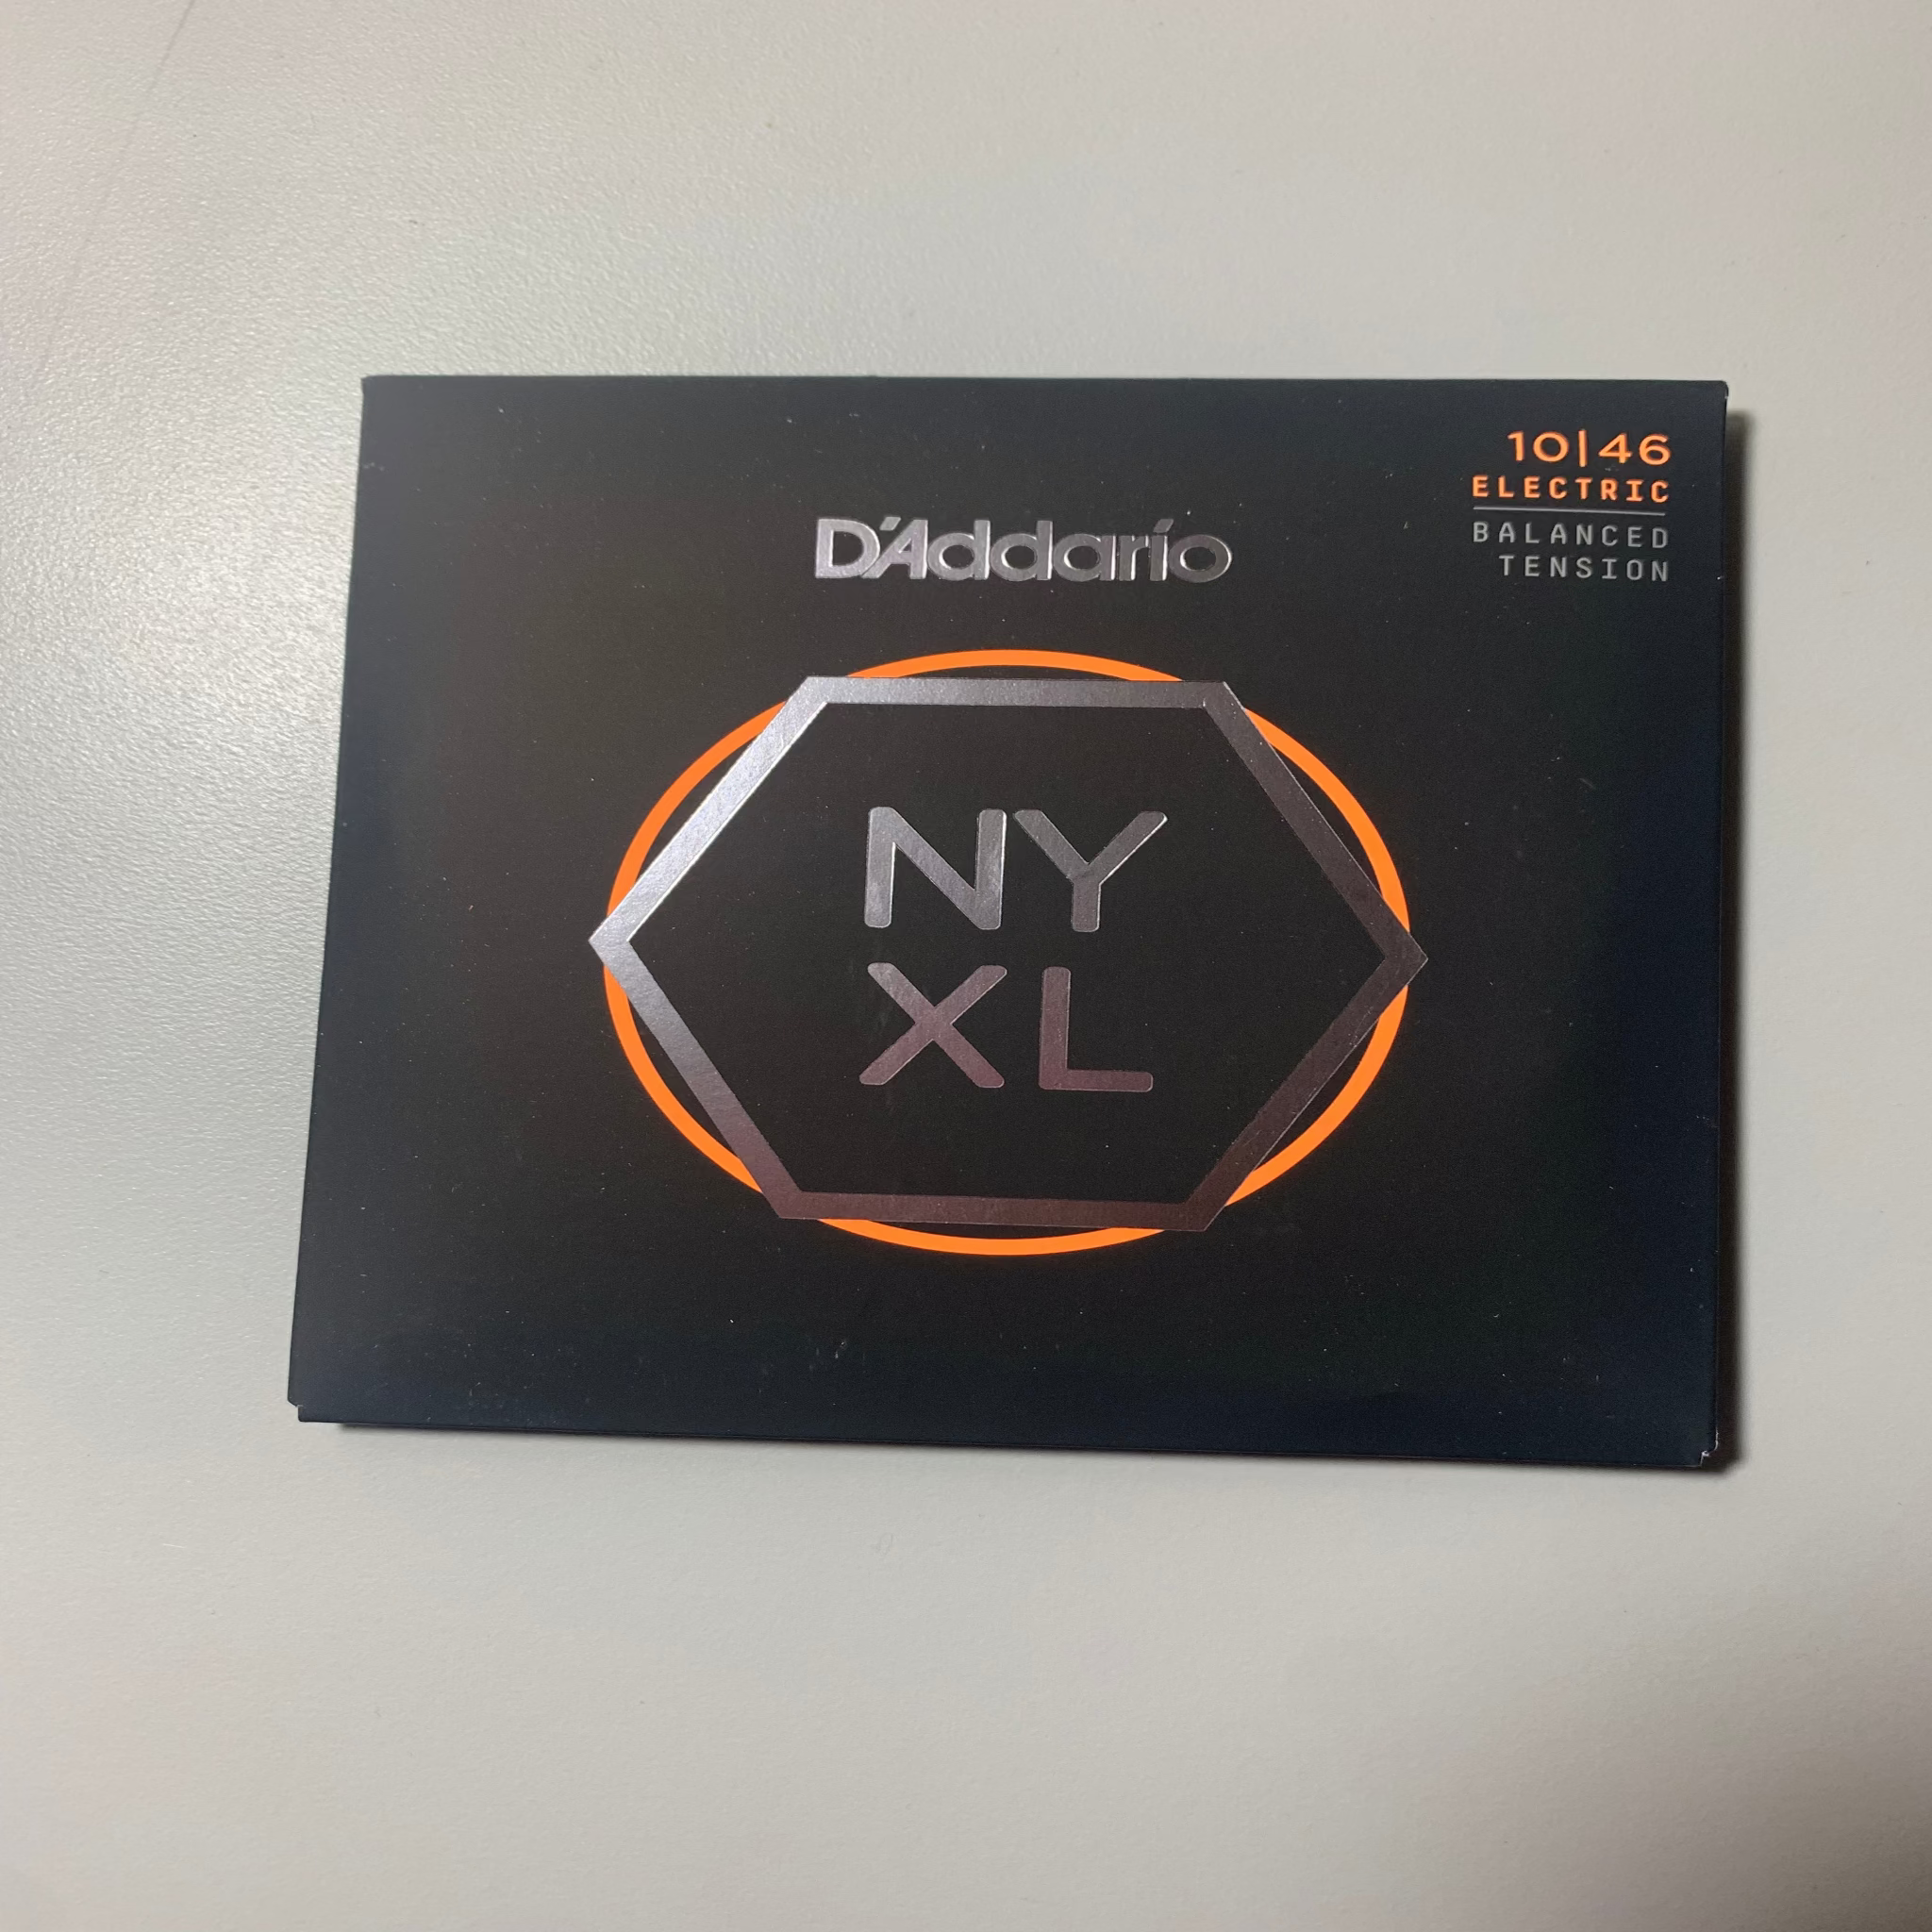 10|46
ELECTRIC
BALANCED
TENSION
D'Addario
NY
XL